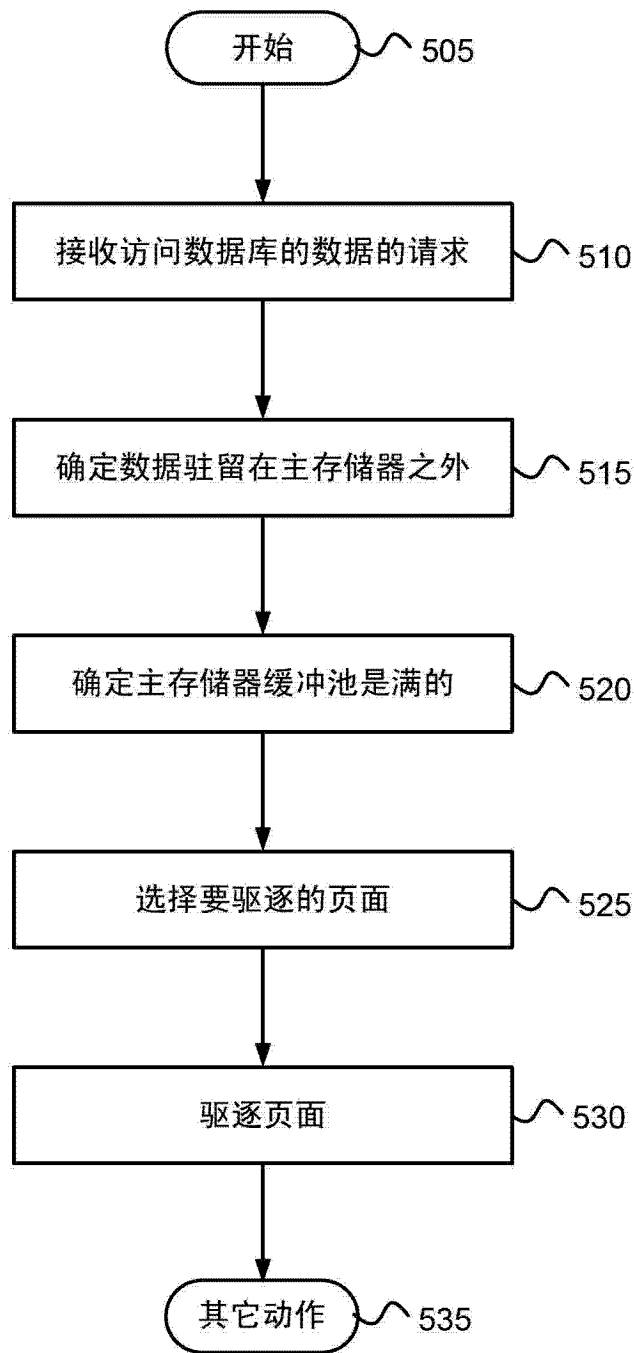 开始
505
接收访问数据库的数据的请求
510
确定数据驻留在主存储器之外
515
确定主存储器缓冲池是满的
520
选择要驱逐的页面
525
驱逐页面
530
其它动作
535